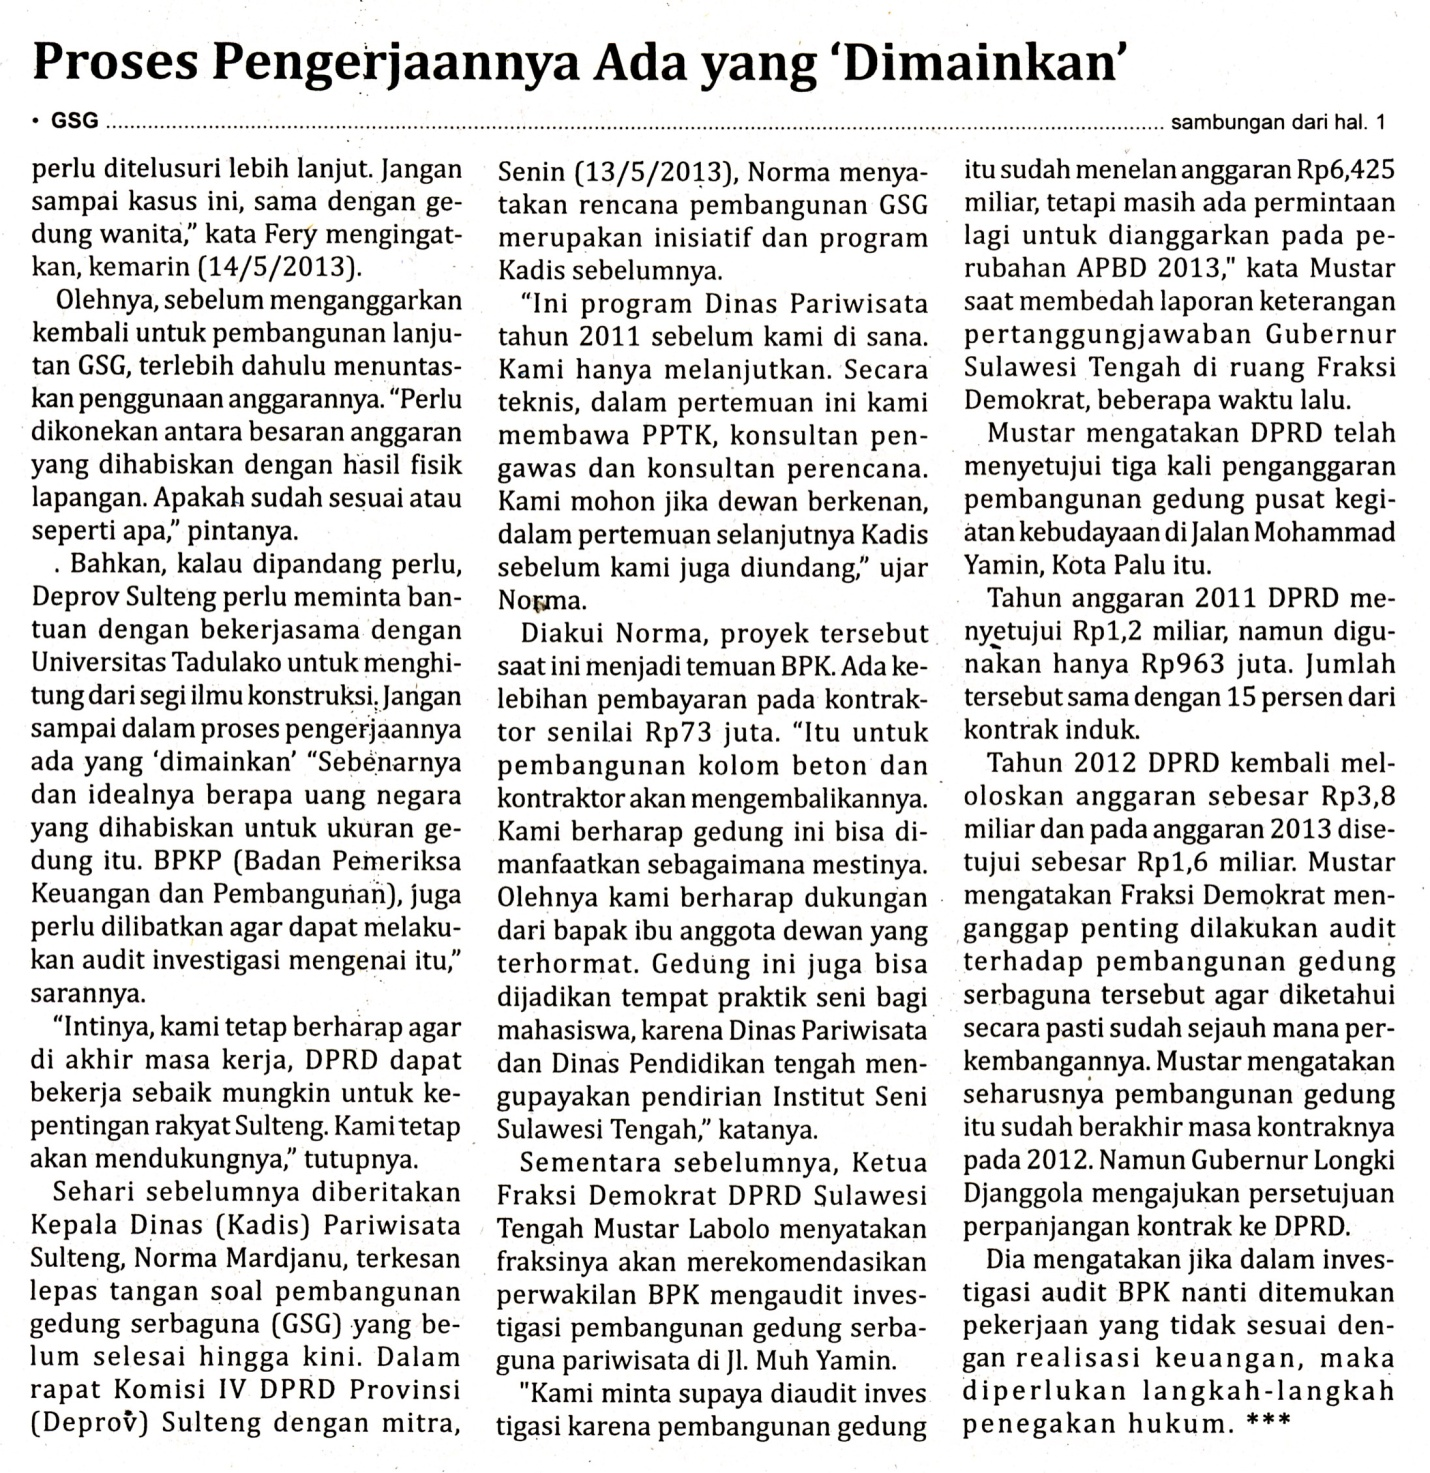 Proses Pengerjaannya Ada yang ‘Dimainkan’
• GSG ........ sambungan dari hal. 1
perlu ditelusuri lebih lanjut. Jangan
sampai kasus ini, sama dengan ge-
dung wanita,” kata Fery mengingat-
kan, kemarin (14/5/2013).
Olehnya, sebelum menganggarkan
kembali untuk pembangunan lanju-
tan GSG, terlebih dahulu menuntas-
kan penggunaan anggarannya. “Perlu
dikonekan antara besaran anggaran
yang dihabiskan dengan hasil fisik
lapangan. Apakah sudah sesuai atau
seperti apa,” pintanya.
Bahkan, kalau dipandang perlu,
Deprov Sulteng perlu meminta ban-
tuan dengan bekerjasama dengan
Universitas Tadulako untuk menghi-
tung dari segi ilmu konstruksi. Jangan
sampai dalam proses pengerjaannya
ada yang ‘dimainkan’ “Sebenarnya
dan idealnya berapa uang negara
yang dihabiskan untuk ukuran ge-
dung itu. BPKP (Badan Pemeriksa
Keuangan dan Pembangunan), juga
perlu dilibatkan agar dapat melaku-
kan audit investigasi mengenai itu,”
sarannya.
“Intinya, kami tetap berharap agar
di akhir masa kerja, DPRD dapat
bekerja sebaik mungkin untuk ke-
pentingan rakyat Sulteng. Kami tetap
akan mendukungnya,” tutupnya.
Sehari sebelumnya diberitakan
Kepala Dinas (Kadis) Pariwisata
Sulteng, Norma Mardjanu, terkesan
lepas tangan soal pembangunan
gedung serbaguna (GSG) yang be-
lum selesai hingga kini. Dalam
rapat Komisi IV DPRD Provinsi
(Deprov) Sulteng dengan mitra,
Senin (13/5/2013), Norma menya-
takan rencana pembangunan GSG
merupakan inisiatif dan program
Kadis sebelumnya.
“Ini program Dinas Pariwisata
tahun 2011 sebelum kami di sana.
Kami hanya melanjutkan. Secara
teknis, dalam pertemuan ini kami
membawa PPTK, konsultan pen-
gawas dan konsultan perencana.
Kami mohon jika dewan berkenan,
dalam pertemuan selanjutnya Kadis
sebelum kami juga diundang,” ujar
Norma.
Diakui Norma, proyek tersebut
saat ini menjadi temuan BPK. Ada ke-
lebihan pembayaran pada kontrak-
tor senilai Rp73 juta. “Itu untuk
pembangunan kolom beton dan
kontraktor akan mengembalikannya.
Kami berharap gedung ini bisa di-
manfaatkan sebagaimana mestinya.
Olehnya kami berharap dukungan
dari bapak ibu anggota dewan yang
terhormat. Gedung ini juga bisa
dijadikan tempat praktik seni bagi
mahasiswa, karena Dinas Pariwisata
dan Dinas Pendidikan tengah men-
gupayakan pendirian Institut Seni
Sulawesi Tengah,” katanya.
Sementara sebelumnya, Ketua
Fraksi Demokrat DPRD Sulawesi
Tengah Mustar Labolo menyatakan
fraksinya akan merekomendasikan
perwakilan BPK mengaudit inves-
tigasi pembangunan gedung serba-
guna pariwisata di Jl. Muh Yamin.
"Kami minta supaya diaudit inves
tigasi karena pembangunan gedung
itu sudah menelan anggaran Rp6,425
miliar, tetapi masih ada permintaan
lagi untuk dianggarkan pada pe-
rubahan APBD 2013," kata Mustar
saat membedah laporan keterangan
pertanggungjawaban Gubernur
Sulawesi Tengah di ruang Fraksi
Demokrat, beberapa waktu lalu.
Mustar mengatakan DPRD telah
menyetujui tiga kali penganggaran
pembangunan gedung pusat kegi-
atan kebudayaan di Jalan Mohammad
Yamin, Kota Palu itu.
Tahun anggaran 2011 DPRD me-
nyetujui Rp1,2 miliar, namun digu-
nakan hanya Rp963 juta. Jumlah
tersebut sama dengan 15 persen dari
kontrak induk.
Tahun 2012 DPRD kembali mel-
oloskan anggaran sebesar Rp3,8
miliar dan pada anggaran 2013 dise-
tujui sebesar Rp1,6 miliar. Mustar
mengatakan Fraksi Demokrat men-
ganggap penting dilakukan audit
terhadap pembangunan gedung
serbaguna tersebut agar diketahui
secara pasti sudah sejauh mana per-
kembangannya. Mustar mengatakan
seharusnya pembangunan gedung
itu sudah berakhir masa kontraknya
pada 2012. Namun Gubernur Longki
Djanggola mengajukan persetujuan
perpanjangan kontrak ke DPRD.
Dia mengatakan jika dalam inves-
tigasi audit BPK nanti ditemukan
pekerjaan yang tidak sesuai den-
gan realisasi keuangan, maka
diperlukan langkah-langkah
penegakan hukum. ***